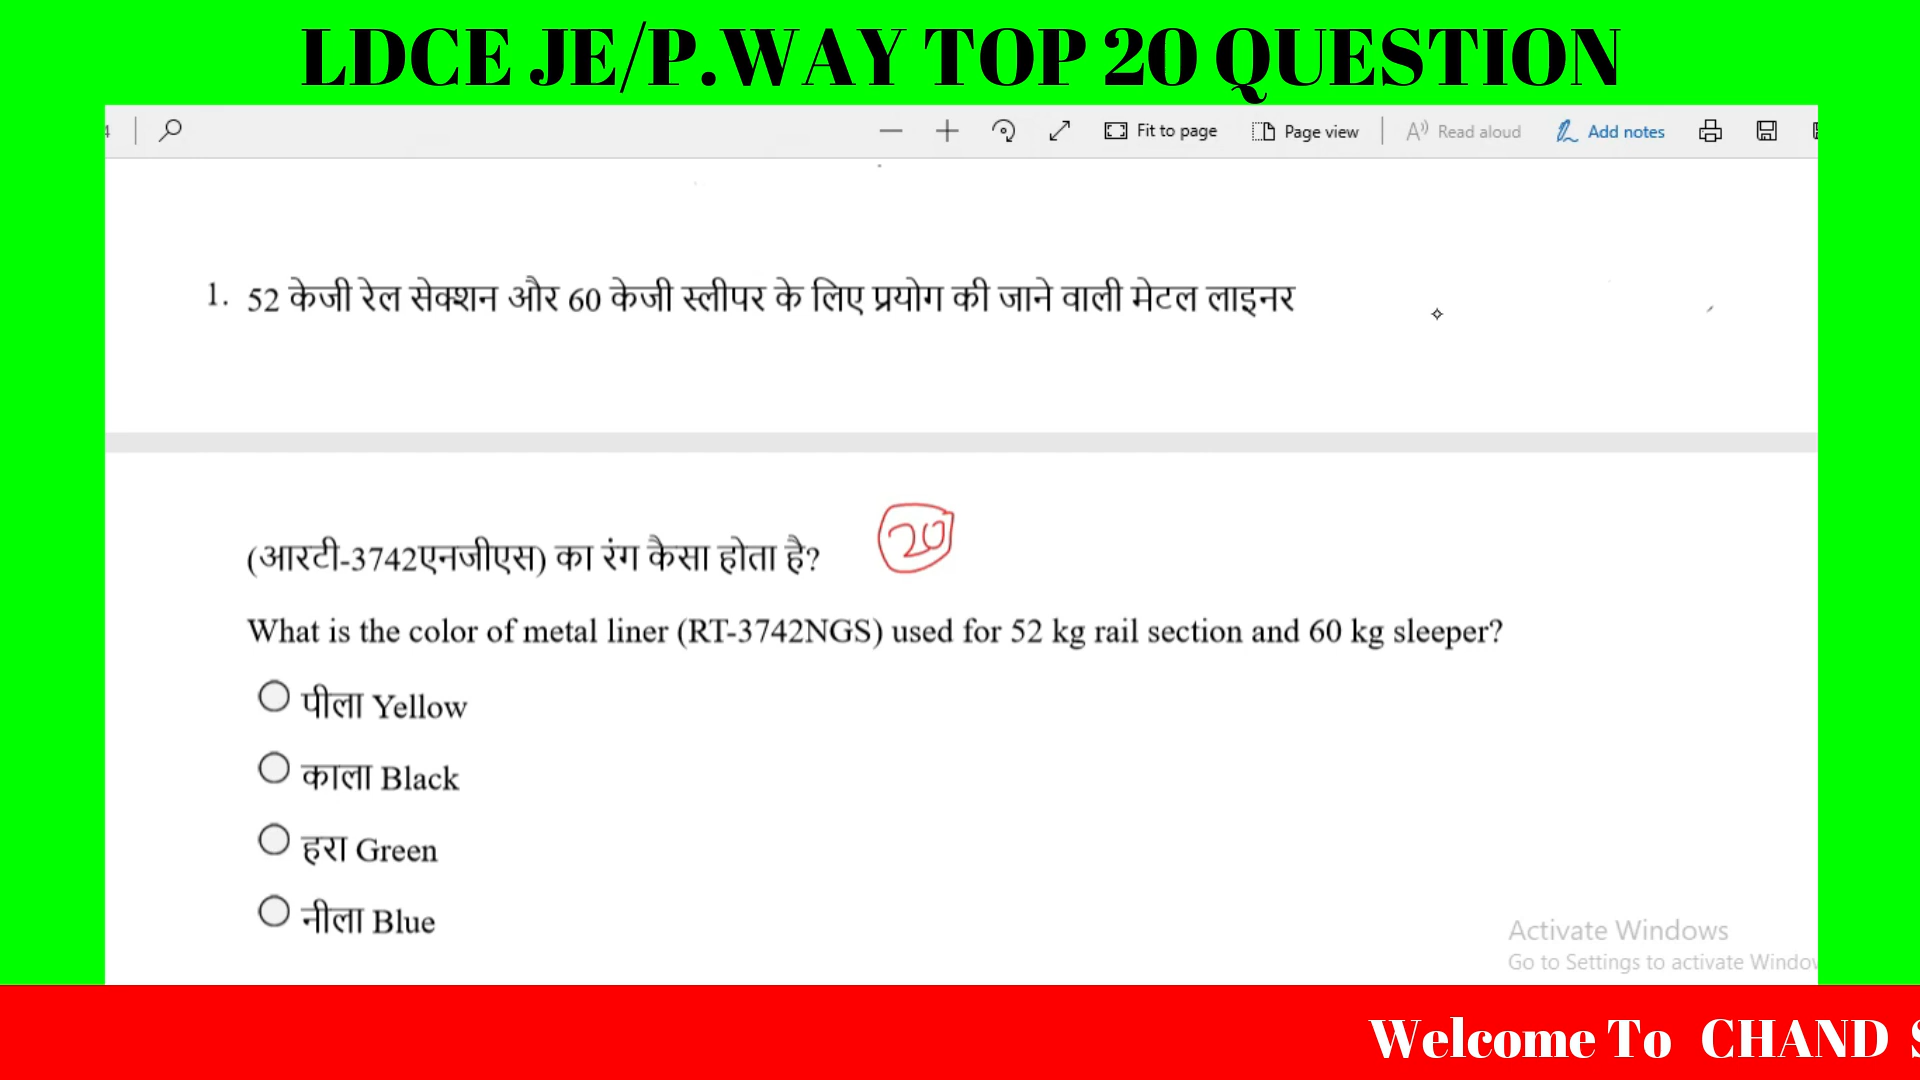 LDCE JE/P.WAY TOP 20 QUESTION
Fit to page Page view Read aloud Add notes
1. 52 केजी रेल सेक्शन और 60 केजी स्लीपर के लिए प्रयोग की जाने वाली मेटल लाइनर
(आरटी-3742एनजीएस) का रंग कैसा होता है? 20
What is the color of metal liner (RT-3742NGS) used for 52 kg rail section and 60 kg sleeper?
पीला Yellow
काला Black
हरा Green
नीला Blue
Activate Windows
Go to Settings to activate
Welcome To CHAND